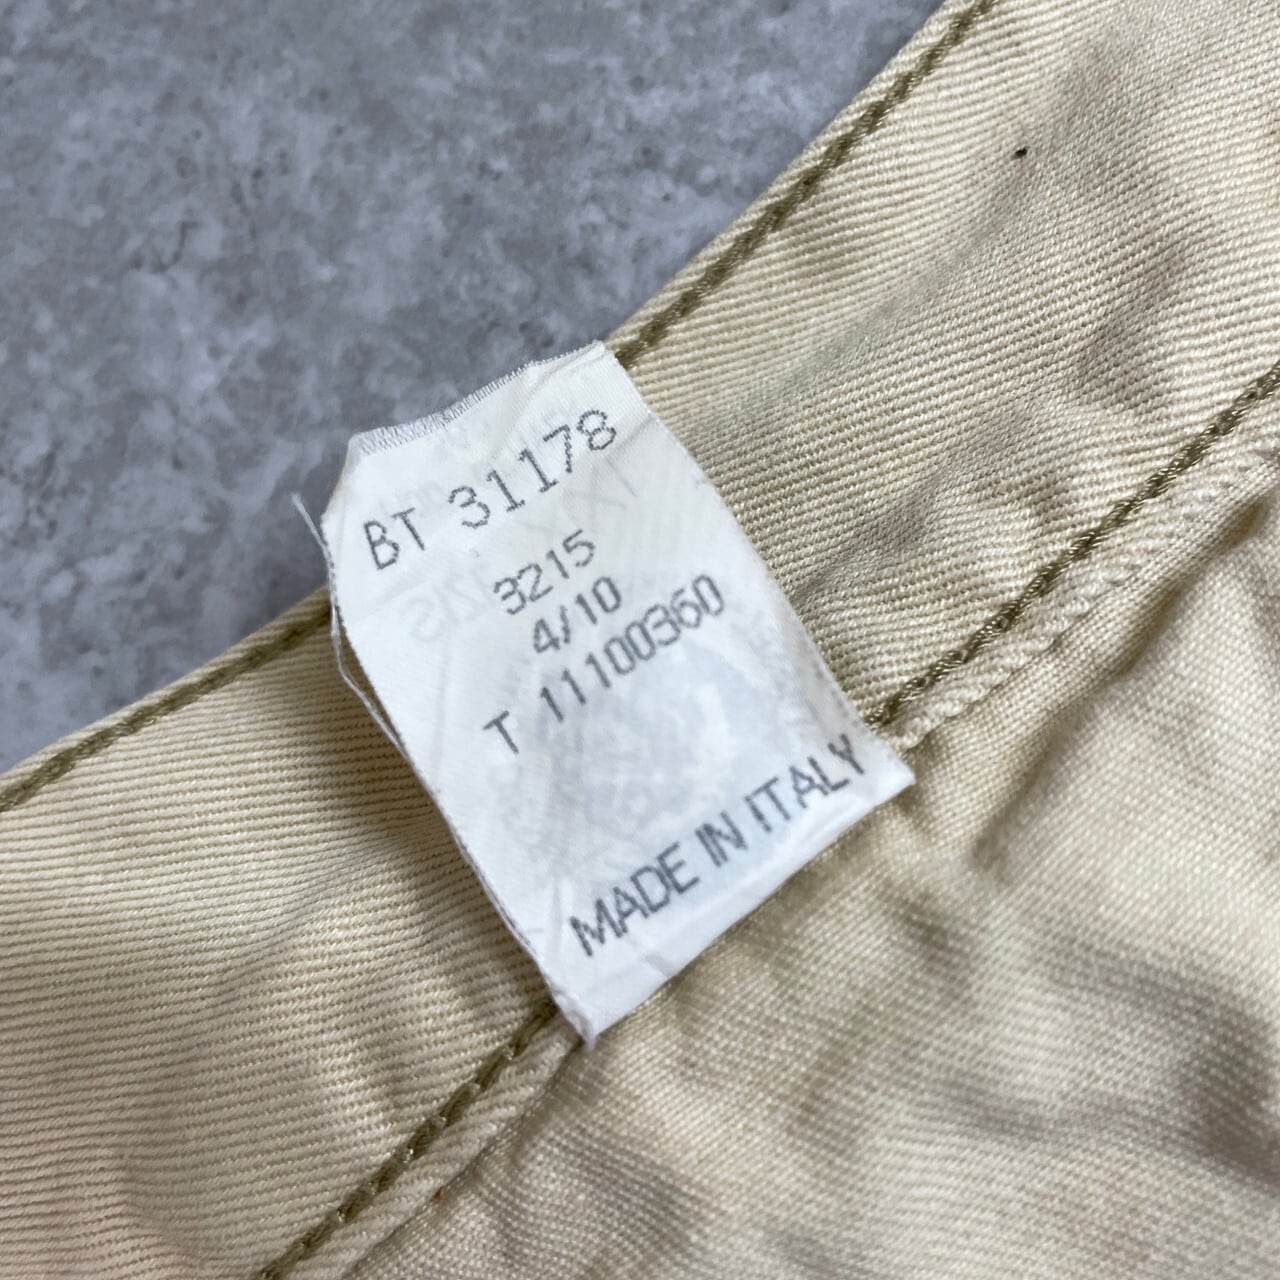 BT 31178
3215
4/10
T 11100360
MADE IN ITALY